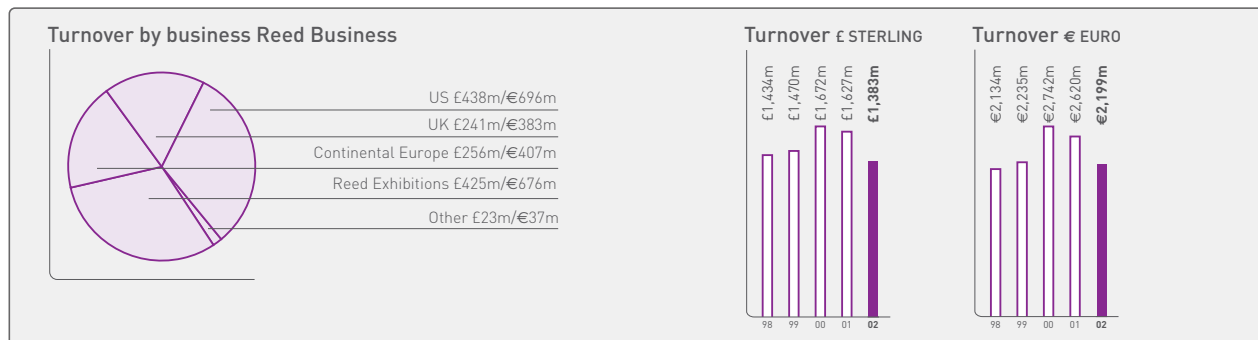 Turnover by business Reed Business
US £438m/€696m
UK £241m/€383m
Continental Europe £256m/€407m
Reed Exhibitions £425m/€676m
Other £23m/€37m
Turnover £ STERLING
£1,434m
£1,470m
£1,672m
£1,627m
£1,383m
98 99 00 01 02
Turnover € EURO
€2,134m
€2,235m
€2,742m
€2,620m
€2,199m
98 99 00 01 02